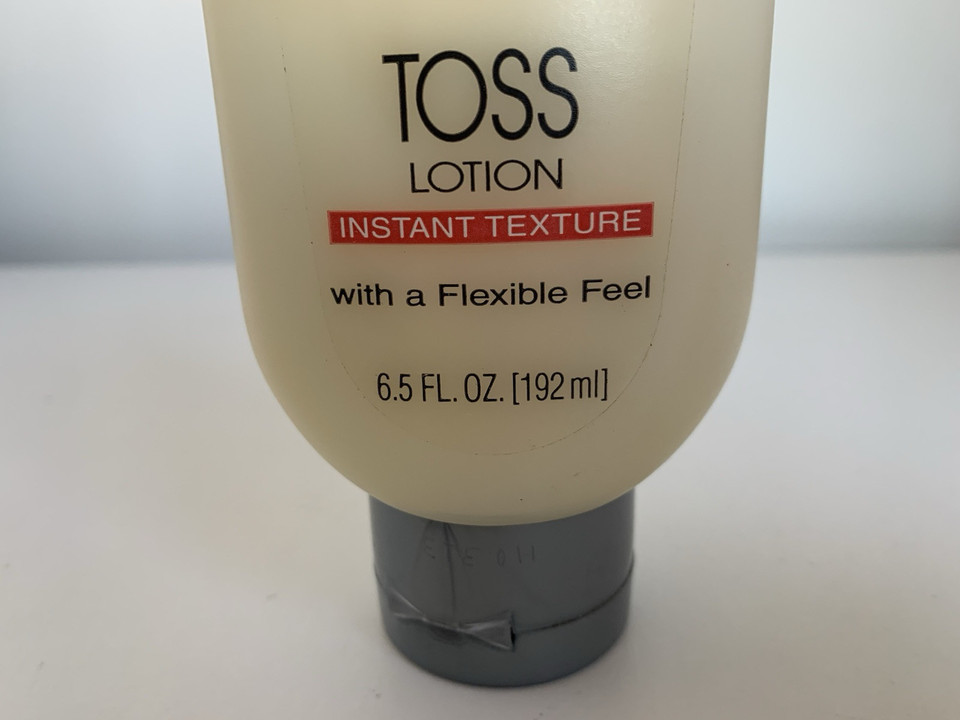 TOSS
LOTION
INSTANT TEXTURE
with a Flexible Feel
6.5 FL. OZ. [192 ml]